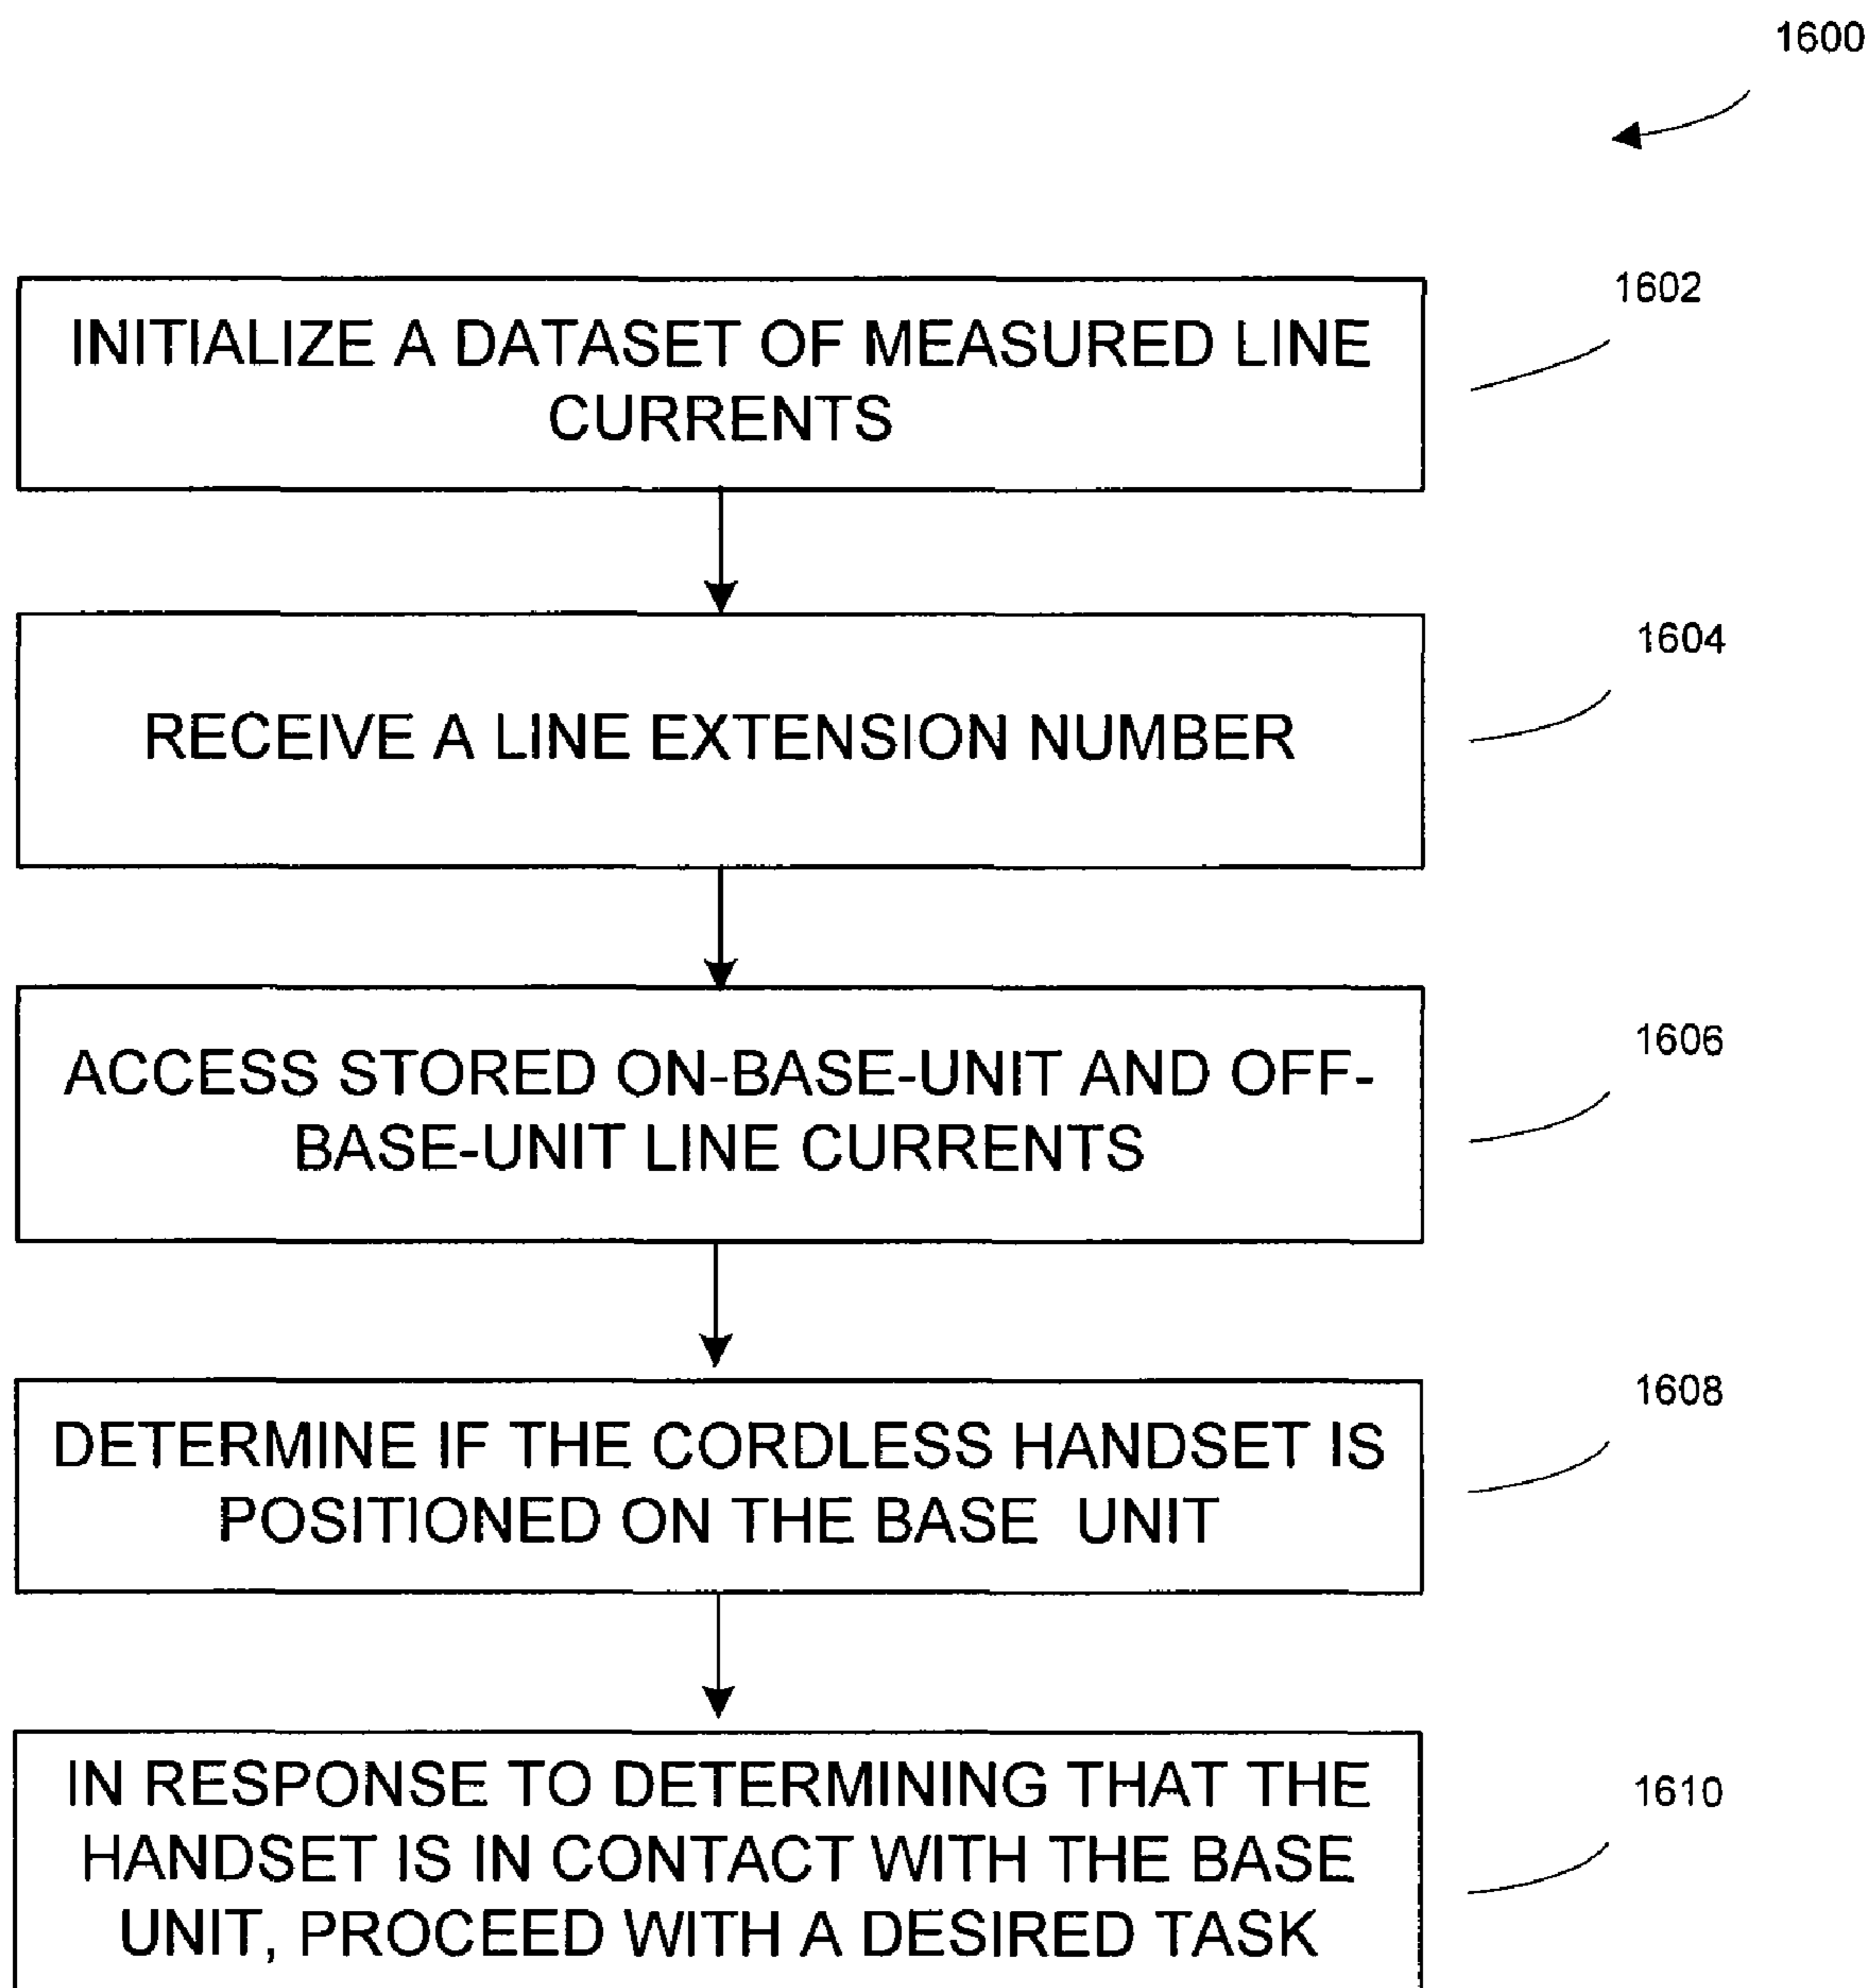 1600
1602
INITIALIZE A DATASET OF MEASURED LINE
CURRENTS
1604
RECEIVE A LINE EXTENSION NUMBER
1606
ACCESS STORED ON-BASE-UNIT AND OFF-
BASE-UNIT LINE CURRENTS
1608
DETERMINE IF THE CORDLESS HANDSET IS
POSITIONED ON THE BASE UNIT
1610
IN RESPONSE TO DETERMINING THAT THE
HANDSET IS IN CONTACT WITH THE BASE
UNIT, PROCEED WITH A DESIRED TASK